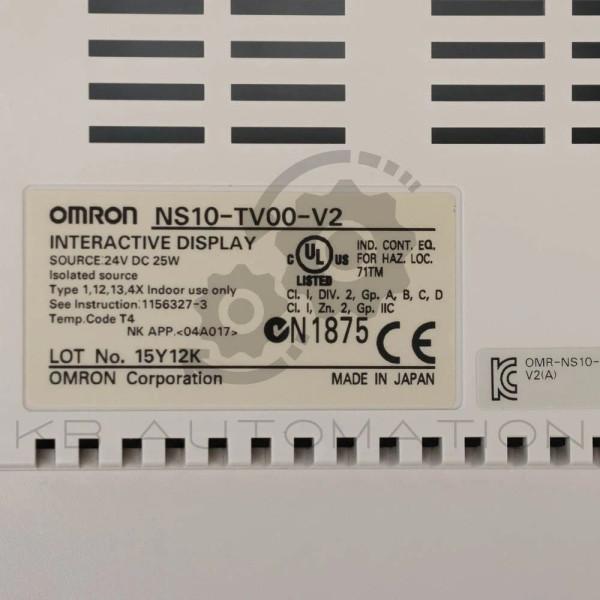 OMRON NS10-TV00-V2
INTERACTIVE DISPLAY
SOURCE:24V DC 25W
Isolated source
Type 1,12,13,4X Indoor use only
See Instruction:1156327-3
Temp.Code T4
NK APP.<04A017>
LOT No. 15Y12K
OMRON Corporation
C UL US
LISTED
IND. CONT. EQ.
FOR HAZ. LOC.
71TM
Cl. I, DIV. 2, Gp. A, B, C, D
Cl. I, Zn. 2, Gp. IIC
N1875 CE
MADE IN JAPAN
OMR-NS10-
V2(A)
KB AUTOMATION